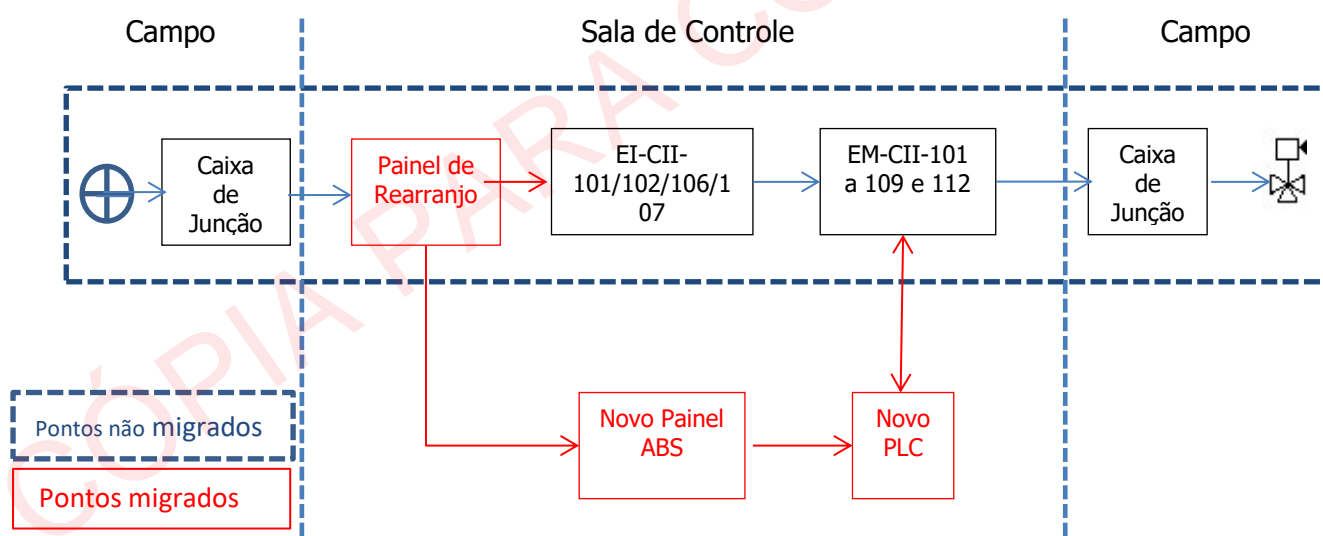 Campo
Sala de Controle
Campo
Caixa
de
Junção
Painel de
Rearranjo
EI-CII-
101/102/106/1
07
EM-CII-101
a 109 e 112
Caixa
de
Junção
Novo Painel
ABS
Novo
PLC
Pontos não migrados
Pontos migrados
CÓPIA PARA CO